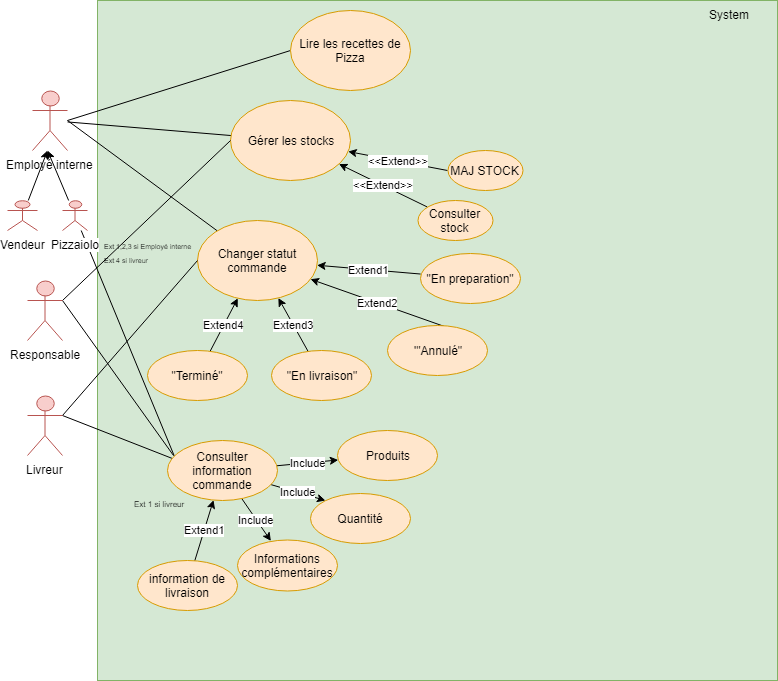 System
Lire les recettes de
Pizza
Employé interne
Gérer les stocks
<<Extend>>
MAJ STOCK
<<Extend>>
Consulter
stock
Vendeur
Pizzaiolo
Ext 1,2,3 si Employé interne
Ext 4 si livreur
Changer statut
commande
Extend1
"En preparation"
Extend2
'"Annulé"
Extend4
Extend3
"Terminé"
"En livraison"
Responsable
Livreur
Consulter
information
commande
Include
Produits
Include
Quantité
Ext 1 si livreur
Extend1
Include
Informations
complémentaires
information de
livraison